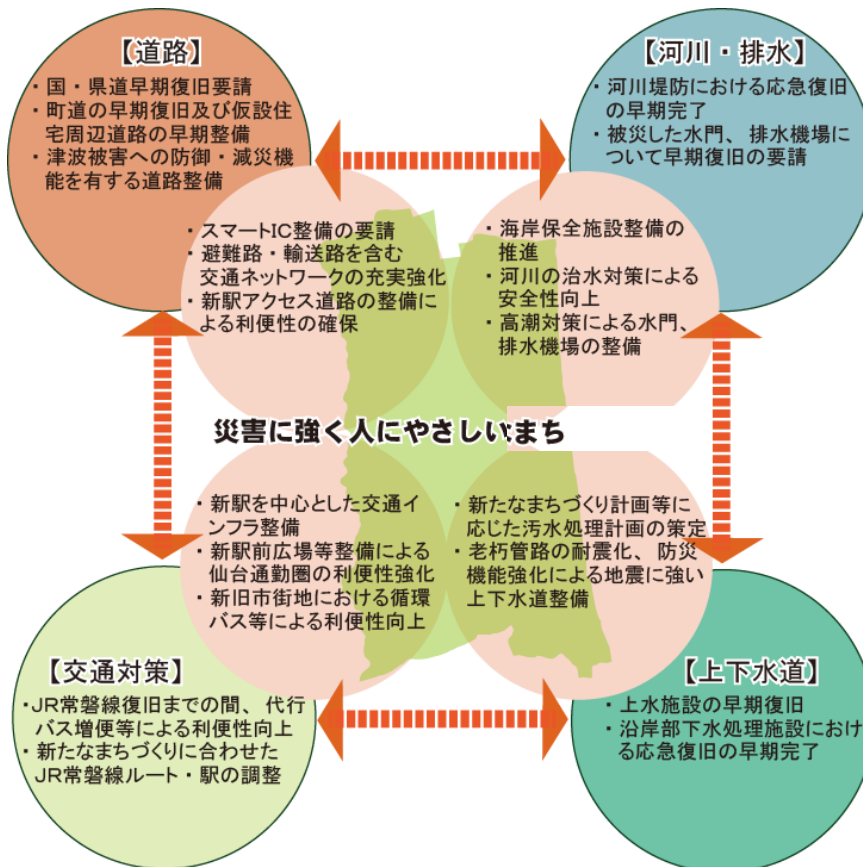 【道路】
・国・県道早期復旧要請
・町道の早期復旧及び仮設住
宅周辺道路の早期整備
・津波被害への防御・減災機
能を有する道路整備
・スマートIC整備の要請
・避難路・輸送路を含む
交通ネットワークの充実強化
・新駅アクセス道路の整備に
よる利便性の確保
【河川・排水】
・河川堤防における応急復旧
の早期完了
・被災した水門、排水機場に
ついて早期復旧の要請
・海岸保全施設整備の
推進
・河川の治水対策による
安全性向上
・高潮対策による水門、
排水機場の整備
災害に強く人にやさしいまち
・新駅を中心とした交通イ
ンフラ整備
・新駅前広場等整備による
仙台通勤圏の利便性強化
・新旧市街地における循環
バス等による利便性向上
【交通対策】
・JR常磐線復旧までの間、代行
バス増便等による利便性向上
・新たなまちづくりに合わせた
JR常磐線ルート・駅の調整
・新たなまちづくり計画等に
応じた汚水処理計画の策定
・老朽管路の耐震化、防災
機能強化による地震に強い
上下水道整備
【上下水道】
・上水施設の早期復旧
・沿岸部下水処理施設におけ
る応急復旧の早期完了